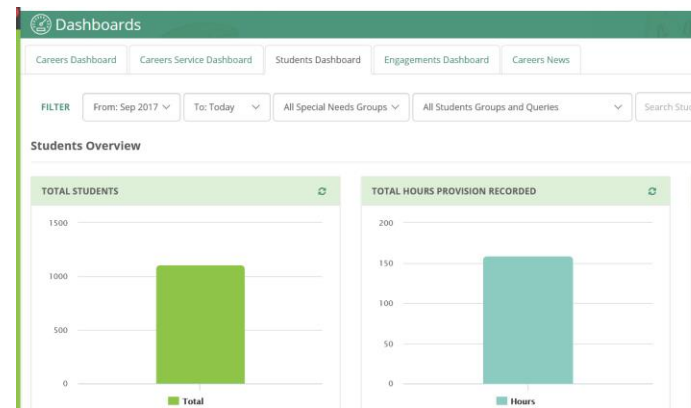 Dashboards
Careers Dashboard Careers Service Dashboard Students Dashboard Engagements Dashboard Careers News
FILTER From: Sep 2017 To: Today All Special Needs Groups All Students Groups and Queries Search Stu
Students Overview
TOTAL STUDENTS TOTAL HOURS PROVISION RECORDED
1500 200
150
1000
100
500
50
0 0
Total Hours